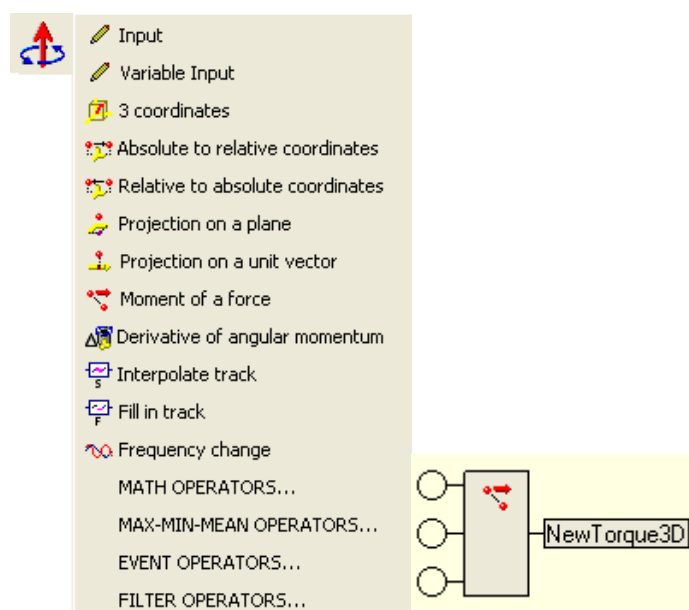 Input
Variable Input
3 coordinates
Absolute to relative coordinates
Relative to absolute coordinates
Projection on a plane
Projection on a unit vector
Moment of a force
Derivative of angular momentum
S
Interpolate track
F
Fill in track
Frequency change
MATH OPERATORS...
MAX-MIN-MEAN OPERATORS...
EVENT OPERATORS...
FILTER OPERATORS...
NewTorque3D